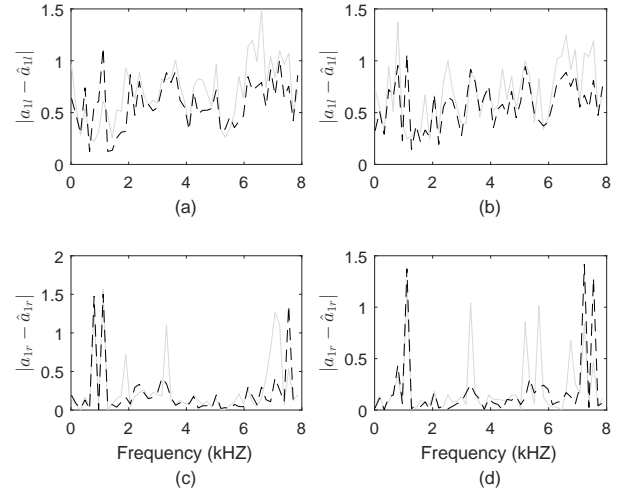 1.5
1
0.5
0
|a_{1l} − â_{1l}|
0 2 4 6 8
(a)
1.5
1
0.5
0
|a_{1l} − â_{1l}|
0 2 4 6 8
(b)
2
1.5
1
0.5
0
|a_{1r} − â_{1r}|
0 2 4 6 8
Frequency (kHZ)
(c)
1.5
1
0.5
0
|a_{1r} − â_{1r}|
0 2 4 6 8
Frequency (kHZ)
(d)